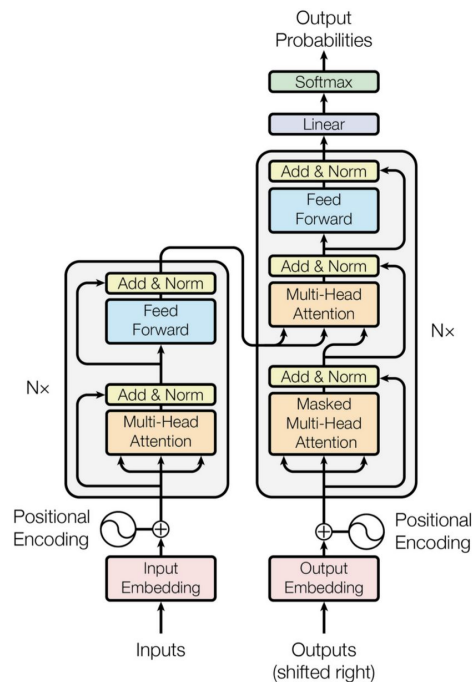 Output
Probabilities
Softmax
Linear
Add & Norm
Feed
Forward
Add & Norm
Multi-Head
Attention
Nx
Add & Norm
Masked
Multi-Head
Attention
Positional
Encoding
Output
Embedding
Outputs
(shifted right)
Add & Norm
Feed
Forward
Nx
Add & Norm
Multi-Head
Attention
Positional
Encoding
Input
Embedding
Inputs